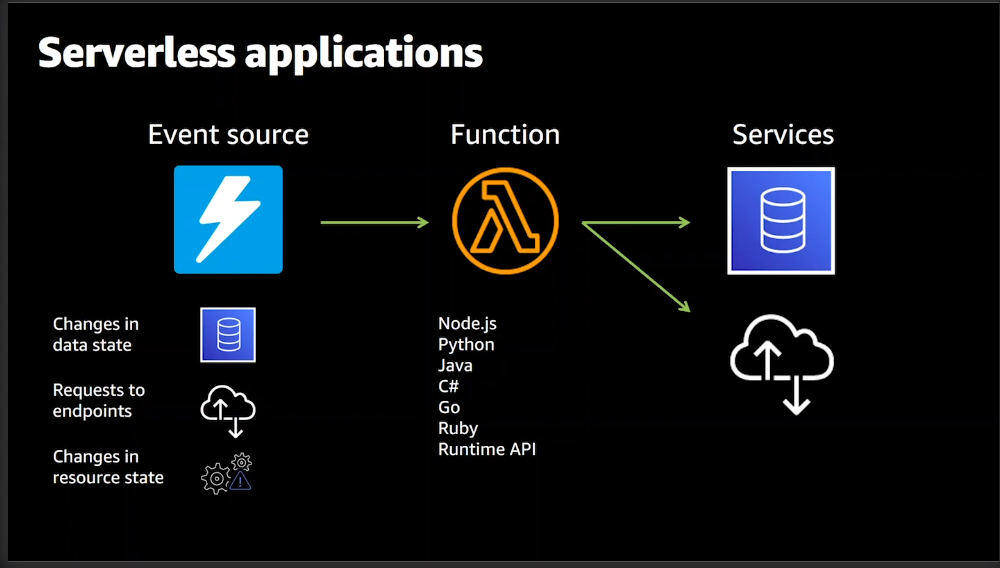 Serverless applications
Event source
Function
Services
Changes in
data state
Requests to
endpoints
Changes in
resource state
Node.js
Python
Java
C#
Go
Ruby
Runtime API